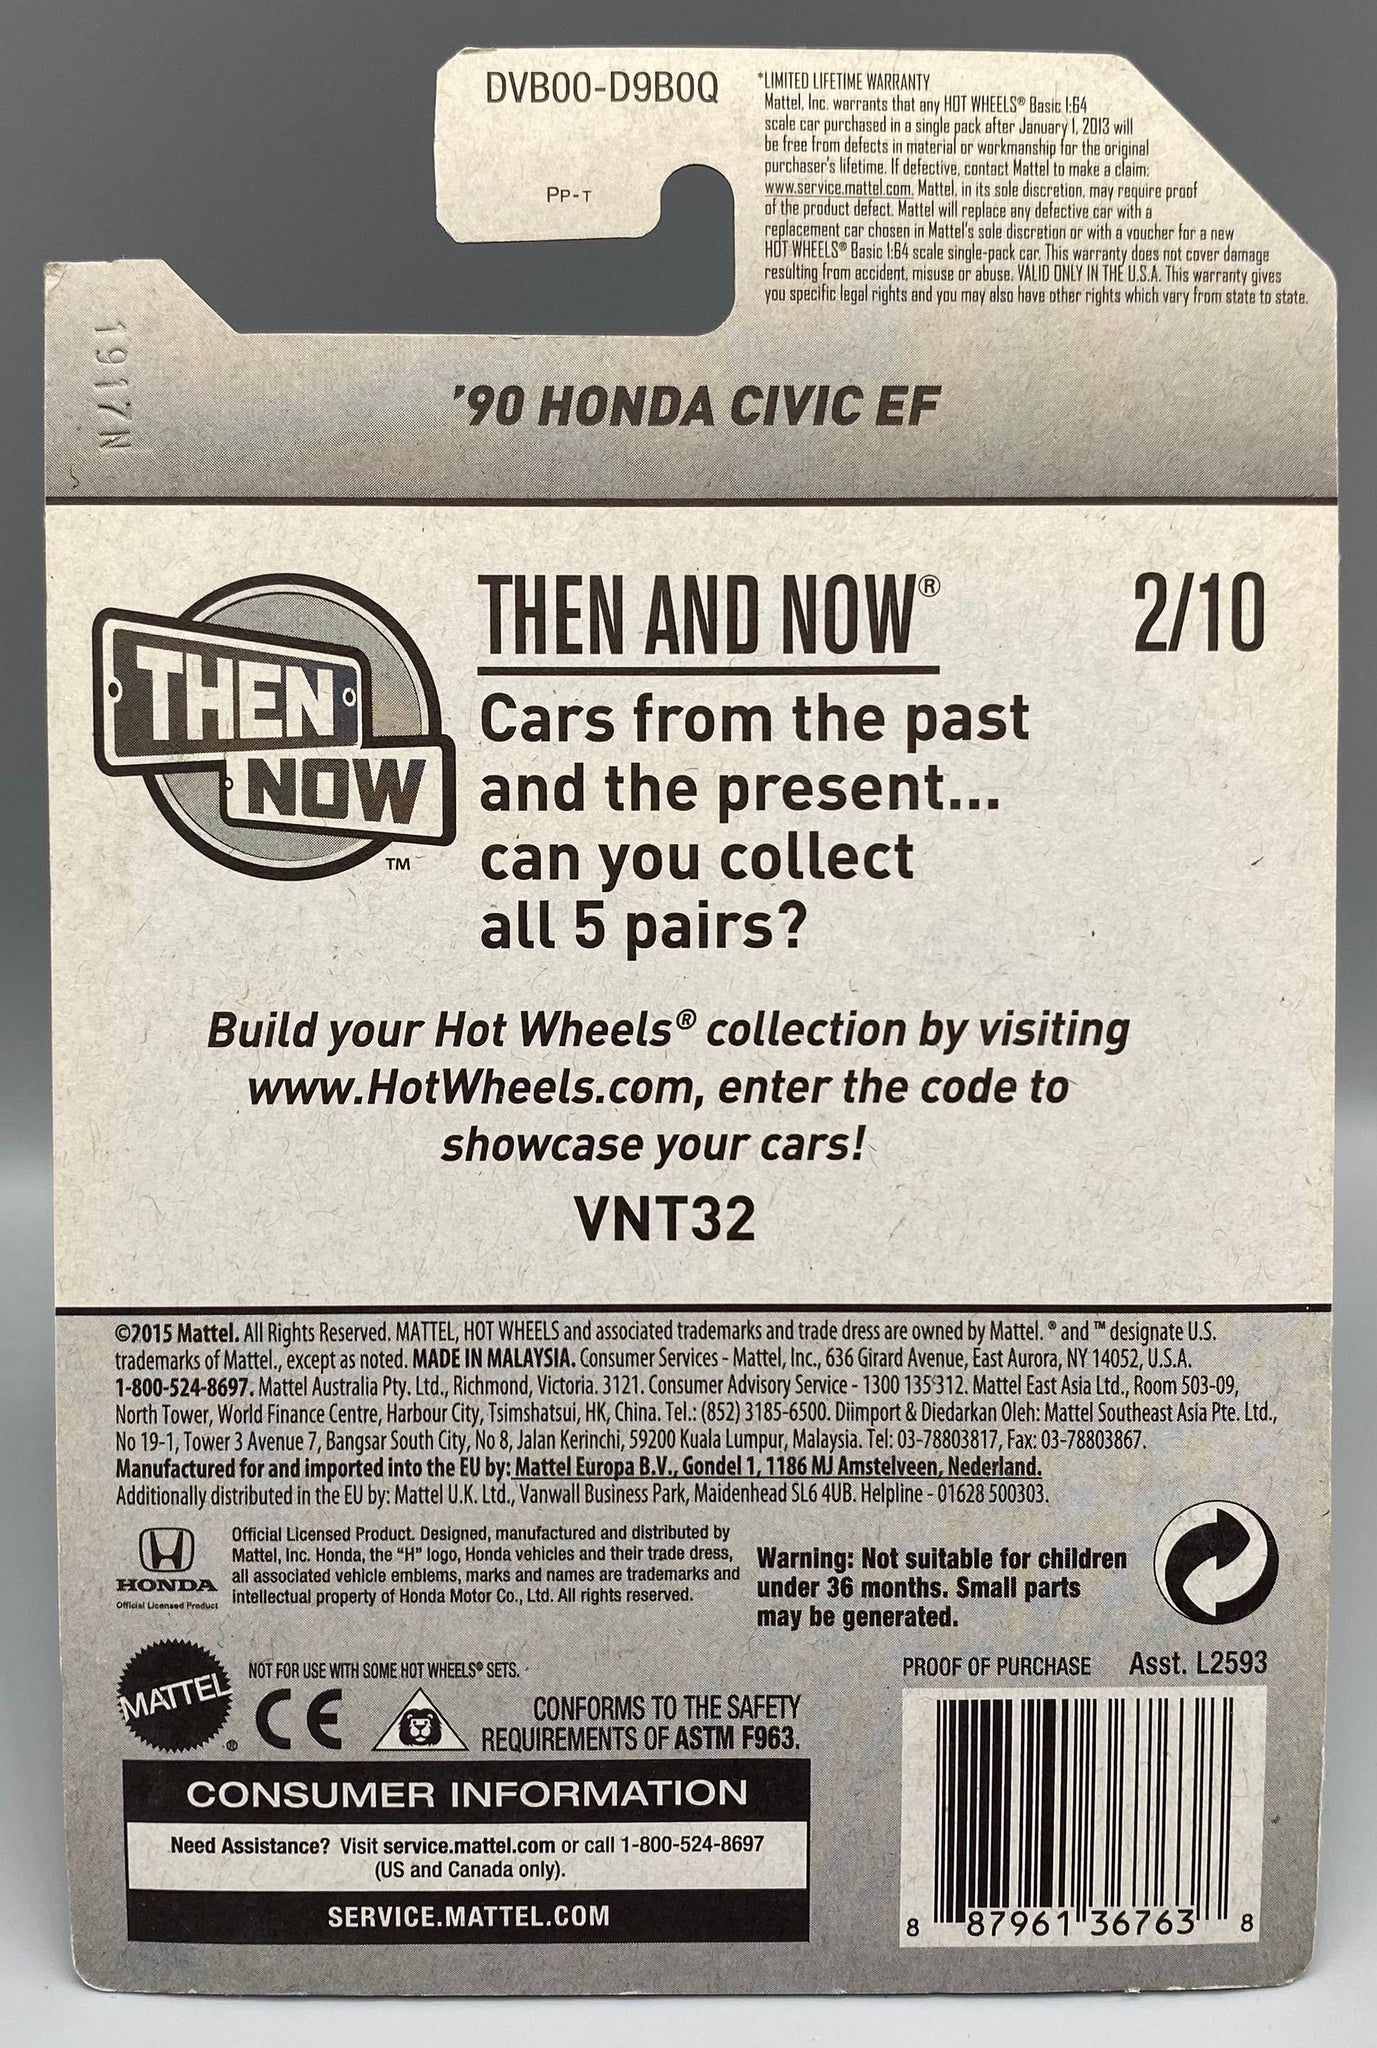 DVB00-D9B0Q
PP-T
*LIMITED LIFETIME WARRANTY
Mattel, Inc. warrants that any HOT WHEELS® Basic 1:64
scale car purchased in a single pack after January 1, 2013 will
be free from defects in material or workmanship for the original
purchaser's lifetime. If defective, contact Mattel to make a claim:
www.service.mattel.com. Mattel, in its sole discretion, may require proof
of the product defect. Mattel will replace any defective car with a
replacement car chosen in Mattel's sole discretion or with a voucher for a new
HOT WHEELS® Basic 1:64 scale single-pack car. This warranty does not cover damage
resulting from accident, misuse or abuse. VALID ONLY IN THE U.S.A. This warranty gives
you specific legal rights and you may also have other rights which vary from state to state.
1917N
'90 HONDA CIVIC EF
THEN
NOW
™
THEN AND NOW®
2/10
Cars from the past
and the present...
can you collect
all 5 pairs?
Build your Hot Wheels® collection by visiting
www.HotWheels.com, enter the code to
showcase your cars!
VNT32
©2015 Mattel. All Rights Reserved. MATTEL, HOT WHEELS and associated trademarks and trade dress are owned by Mattel. ® and ™ designate U.S.
trademarks of Mattel., except as noted. MADE IN MALAYSIA. Consumer Services - Mattel, Inc., 636 Girard Avenue, East Aurora, NY 14052, U.S.A.
1-800-524-8697. Mattel Australia Pty. Ltd., Richmond, Victoria. 3121. Consumer Advisory Service - 1300 135 312. Mattel East Asia Ltd., Room 503-09,
North Tower, World Finance Centre, Harbour City, Tsimshatsui, HK, China. Tel.: (852) 3185-6500. Diimport & Diedarkan Oleh: Mattel Southeast Asia Pte. Ltd.,
No 19-1, Tower 3 Avenue 7, Bangsar South City, No 8, Jalan Kerinchi, 59200 Kuala Lumpur, Malaysia. Tel: 03-78803817, Fax: 03-78803867.
Manufactured for and imported into the EU by: Mattel Europa B.V., Gondel 1, 1186 MJ Amstelveen, Nederland.
Additionally distributed in the EU by: Mattel U.K. Ltd., Vanwall Business Park, Maidenhead SL6 4UB. Helpline - 01628 500303.
HONDA
Official Licensed Product
Official Licensed Product. Designed, manufactured and distributed by
Mattel, Inc. Honda, the "H" logo, Honda vehicles and their trade dress,
all associated vehicle emblems, marks and names are trademarks and
intellectual property of Honda Motor Co., Ltd. All rights reserved.
Warning: Not suitable for children
under 36 months. Small parts
may be generated.
MATTEL®
NOT FOR USE WITH SOME HOT WHEELS® SETS.
CE
CONFORMS TO THE SAFETY
REQUIREMENTS OF ASTM F963.
PROOF OF PURCHASE Asst. L2593
CONSUMER INFORMATION
Need Assistance? Visit service.mattel.com or call 1-800-524-8697
(US and Canada only).
SERVICE.MATTEL.COM
8 87961 36763 8